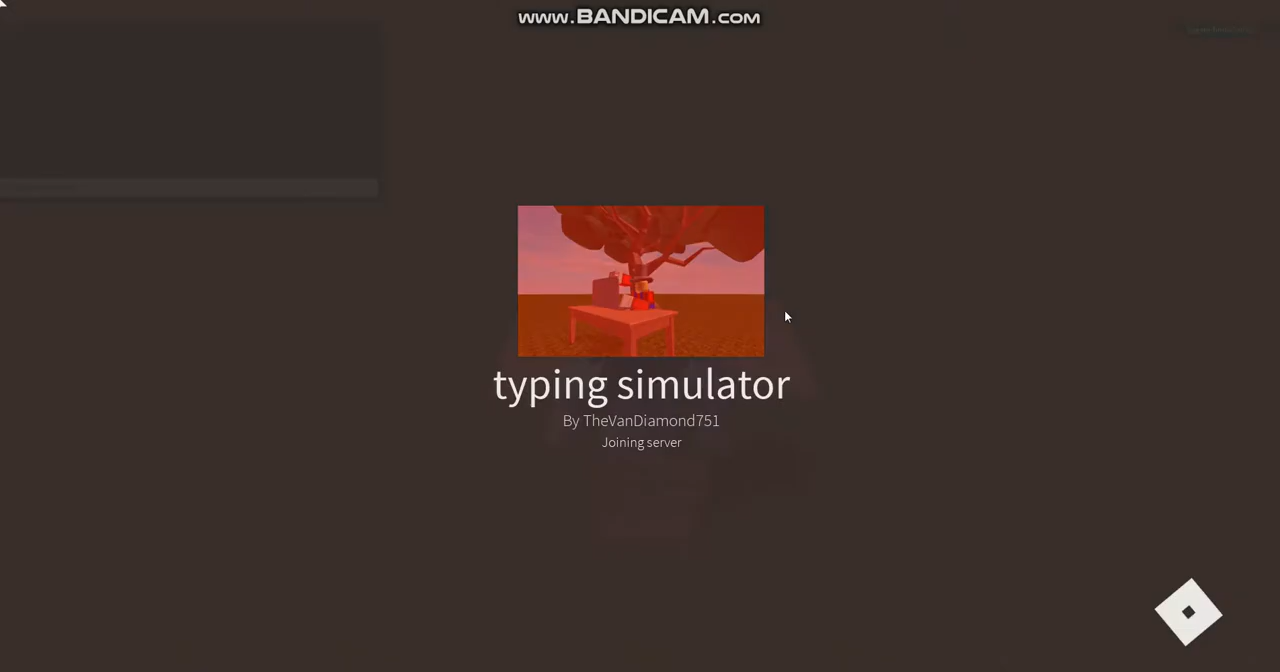 www.BANDICAM.com
typing simulator
By TheVanDiamond751
Joining server